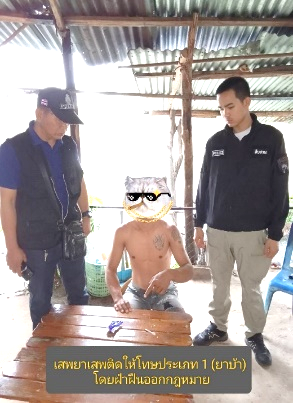 เสพยาเสพติดให้โทษประเภท 1 (ยาบ้า)
โดยฝ่าฝืนออกกฎหมาย